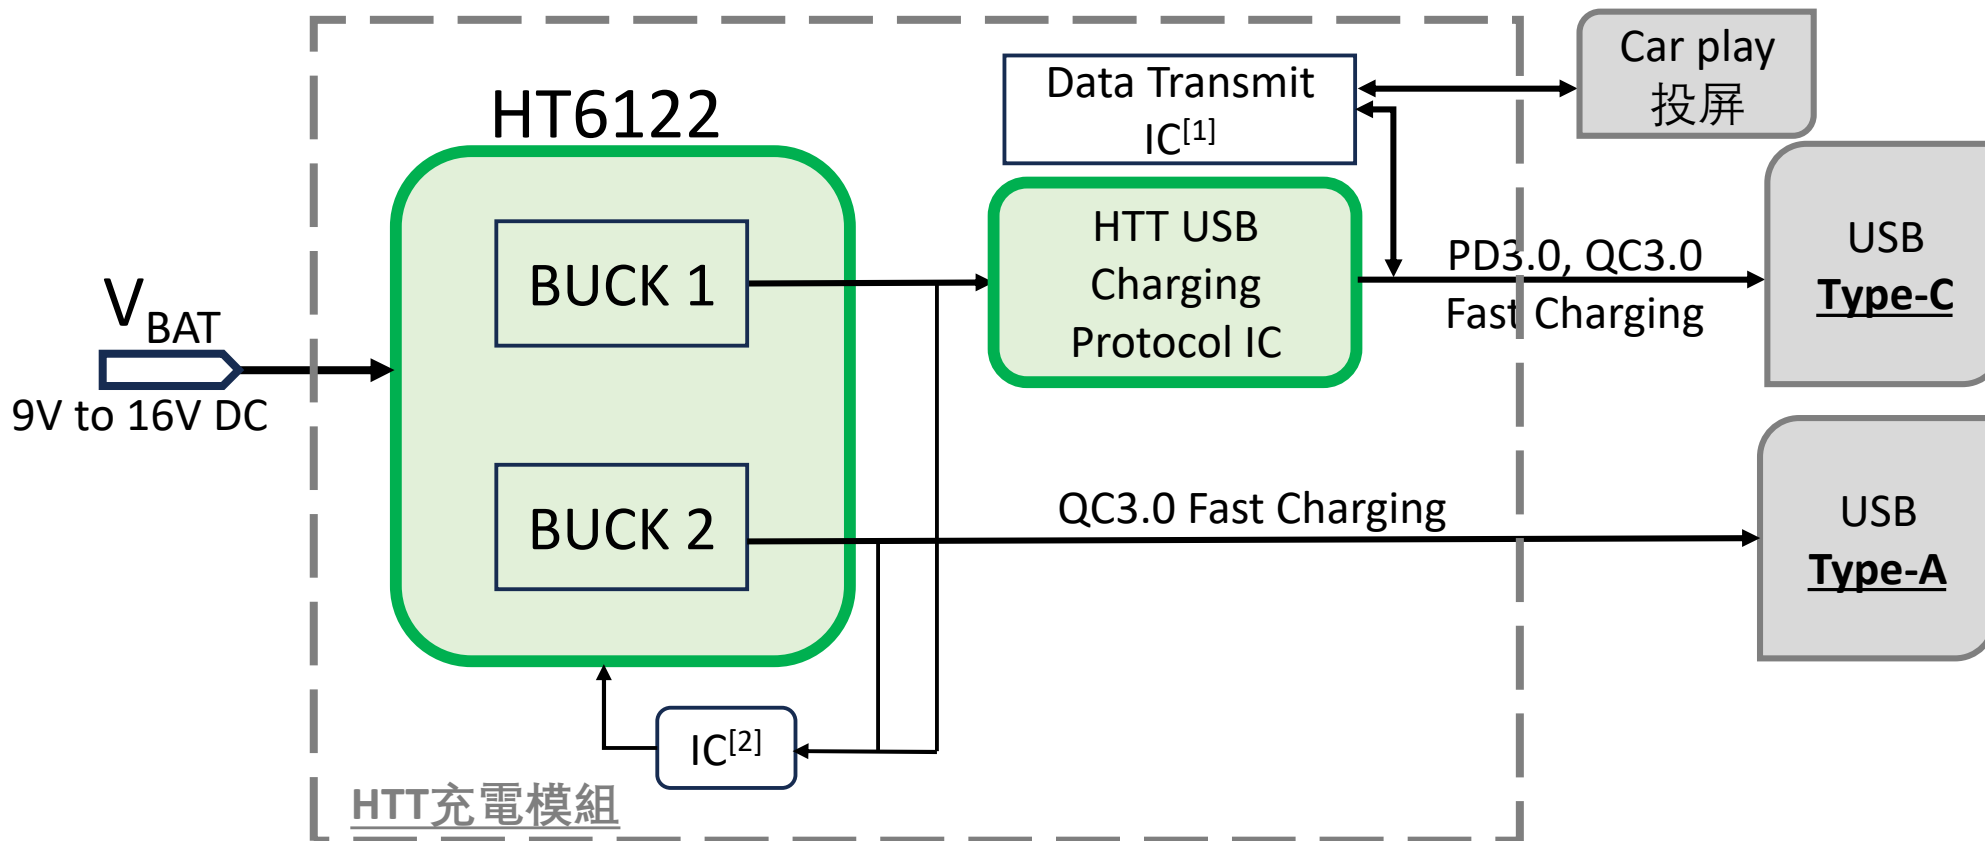 HT6122
BUCK 1
BUCK 2
V BAT
9V to 16V DC
Data Transmit
IC[1]
HTT USB
Charging
Protocol IC
Car play
投屏
PD3.0, QC3.0
Fast Charging
USB
Type-C
QC3.0 Fast Charging
USB
Type-A
IC[2]
HTT充電模組